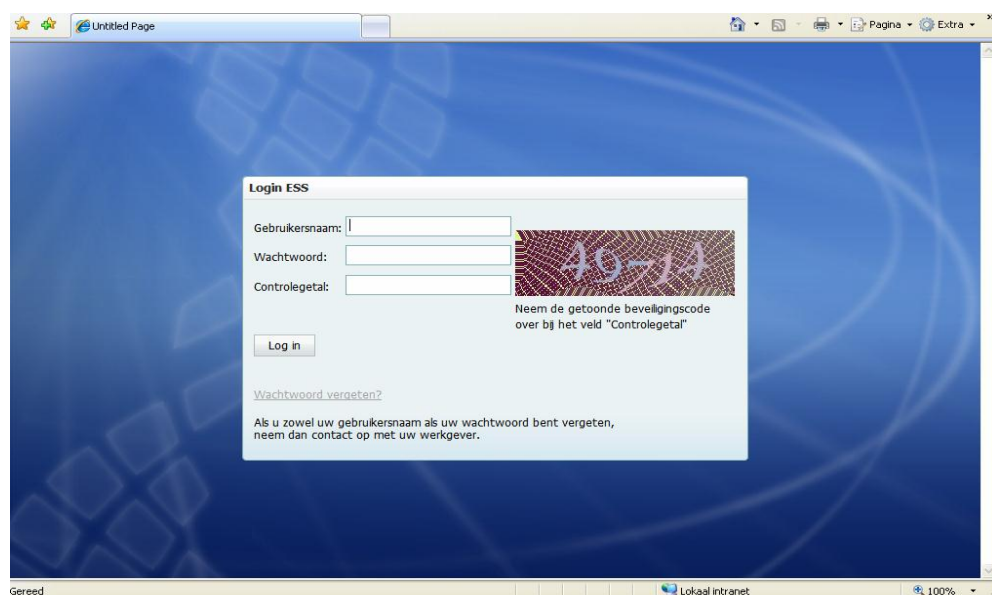 Untitled Page
Pagina
Extra
Login ESS
Gebruikersnaam:
Wachtwoord:
49-14
Controlegetal:
Neem de getoonde beveiligingscode
over bij het veld "Controlegetal"
Log in
Wachtwoord vergeten?
Als u zowel uw gebruikersnaam als uw wachtwoord bent vergeten,
neem dan contact op met uw werkgever.
Gereed
Lokaal intranet
100%